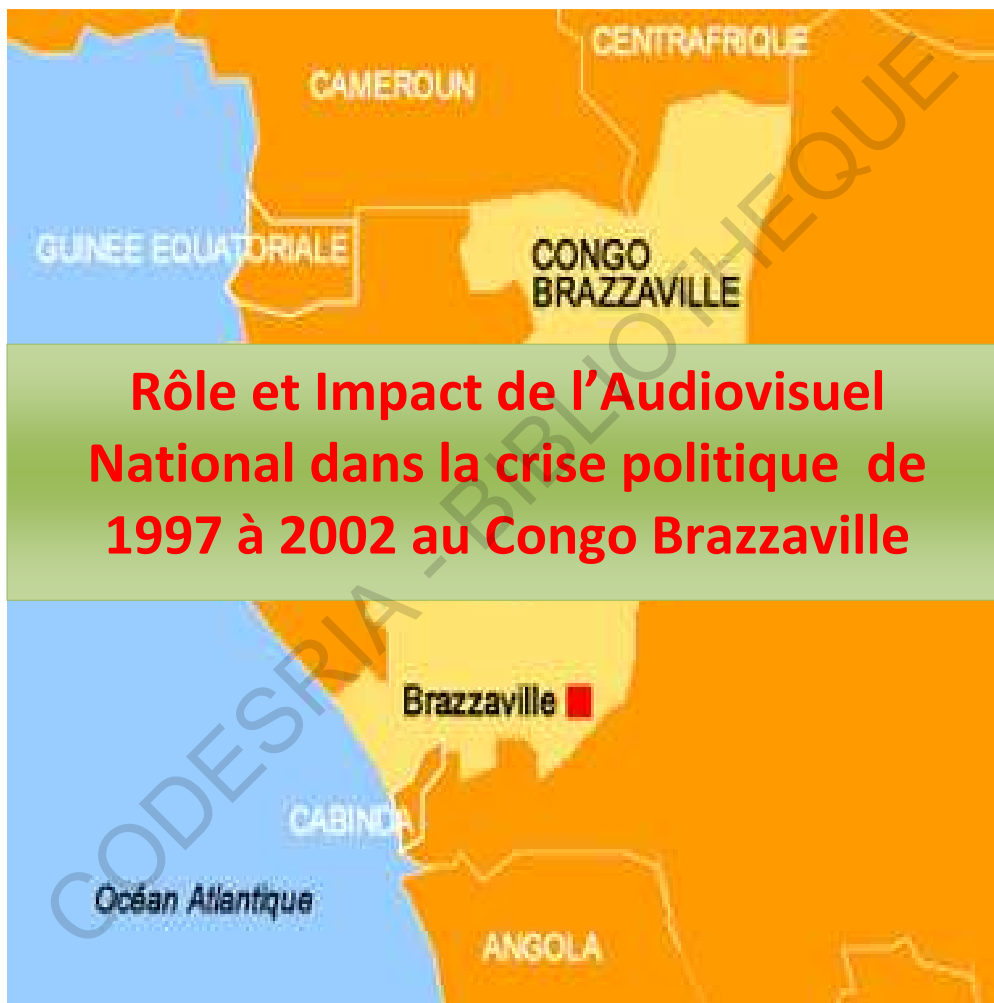 CENTRAFRIQUE
CAMEROUN
GUINEE EQUATORIALE
CONGO
BRAZZAVILLE
Rôle et Impact de l’Audiovisuel
National dans la crise politique de
1997 à 2002 au Congo Brazzaville
Brazzaville
CABINDA
Océan Atlantique
ANGOLA
CODESRIA - BIBLIOTHEQUE